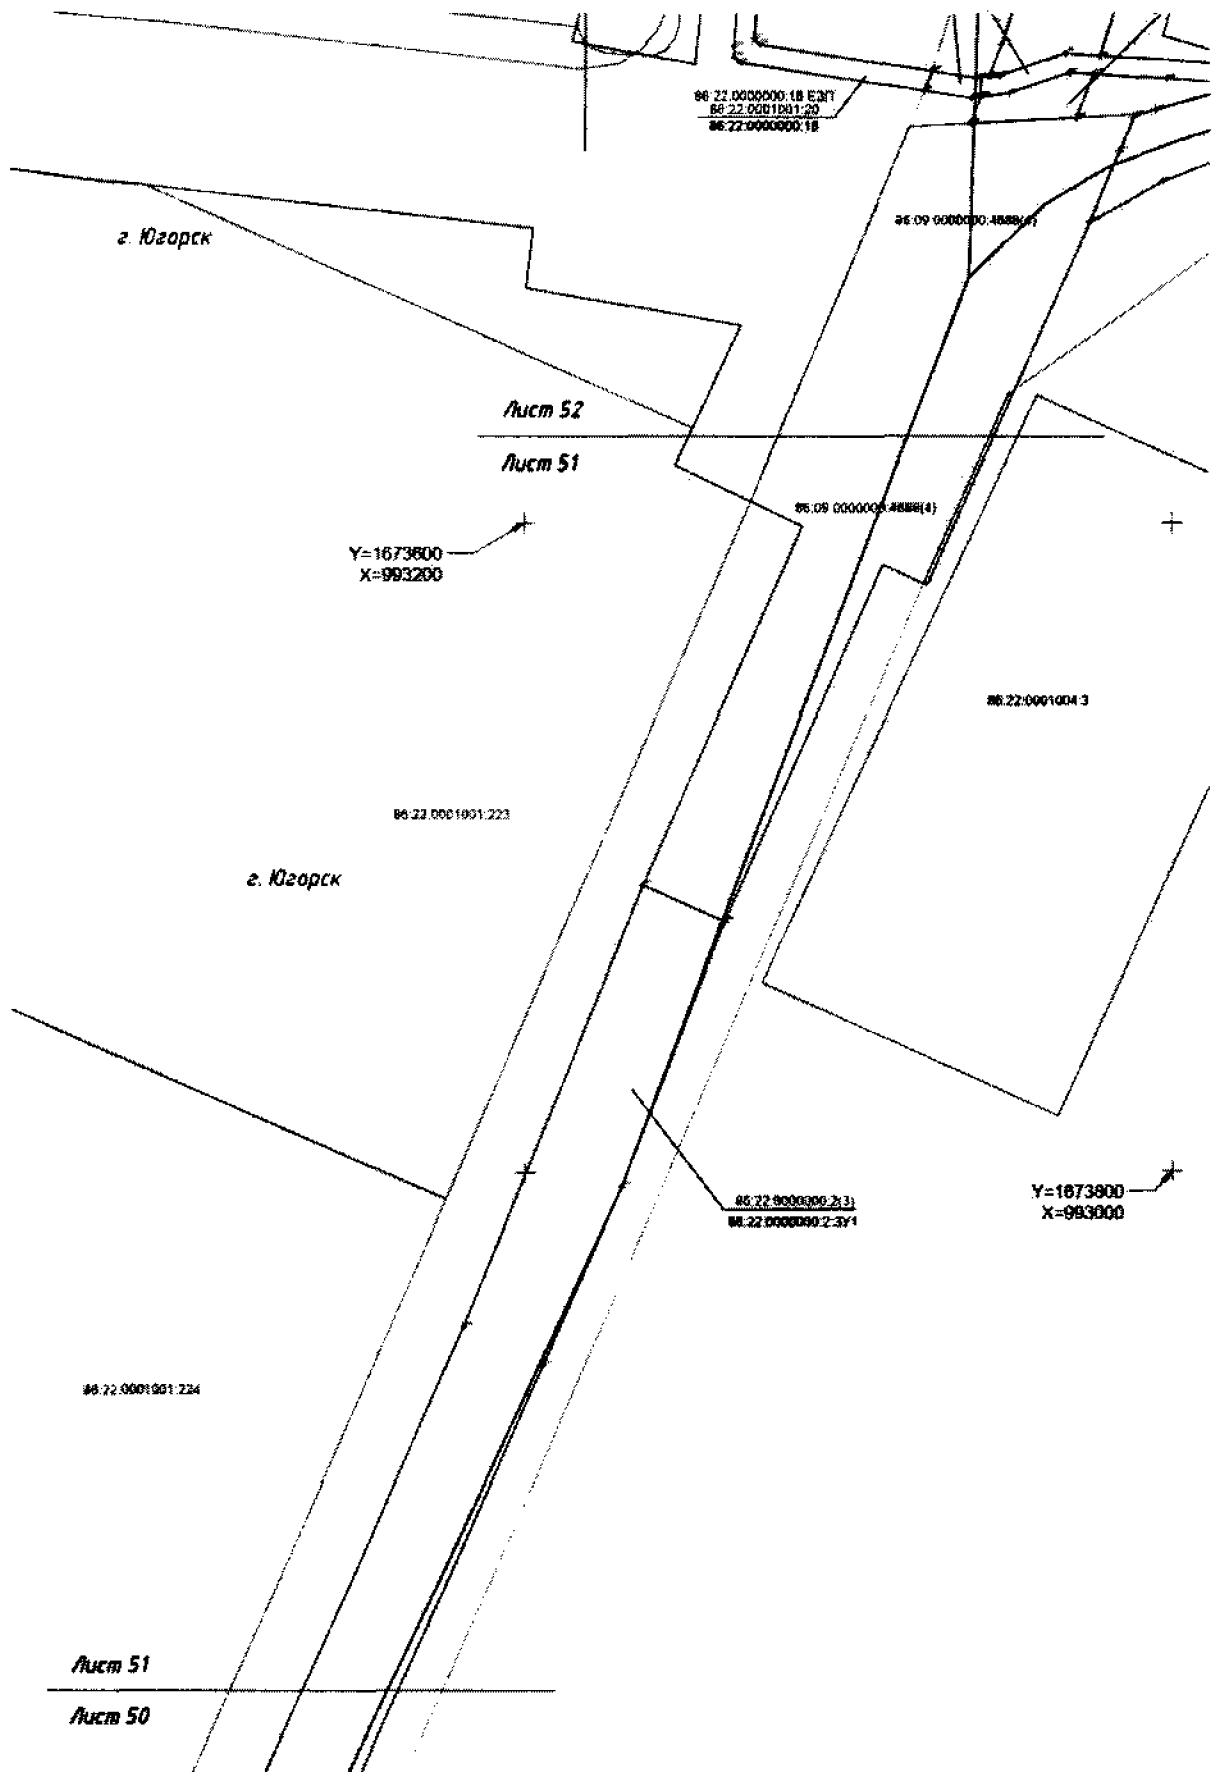 86:22:0000000:18 ЕЗП
86:22:0001001:20
86:22:0000000:18
86:09:0000000:4688(4)
г. Югорск
Лист 52
Лист 51
86:09:0000000:4688(4)
Y=1673600
X=993200
86:22:0001004:3
86:22:0001001:223
г. Югорск
Y=1673800
X=993000
86:22:0000000:2(3)
86:22:0000000:2:ЗУ1
86:22:0001001:224
Лист 51
Лист 50